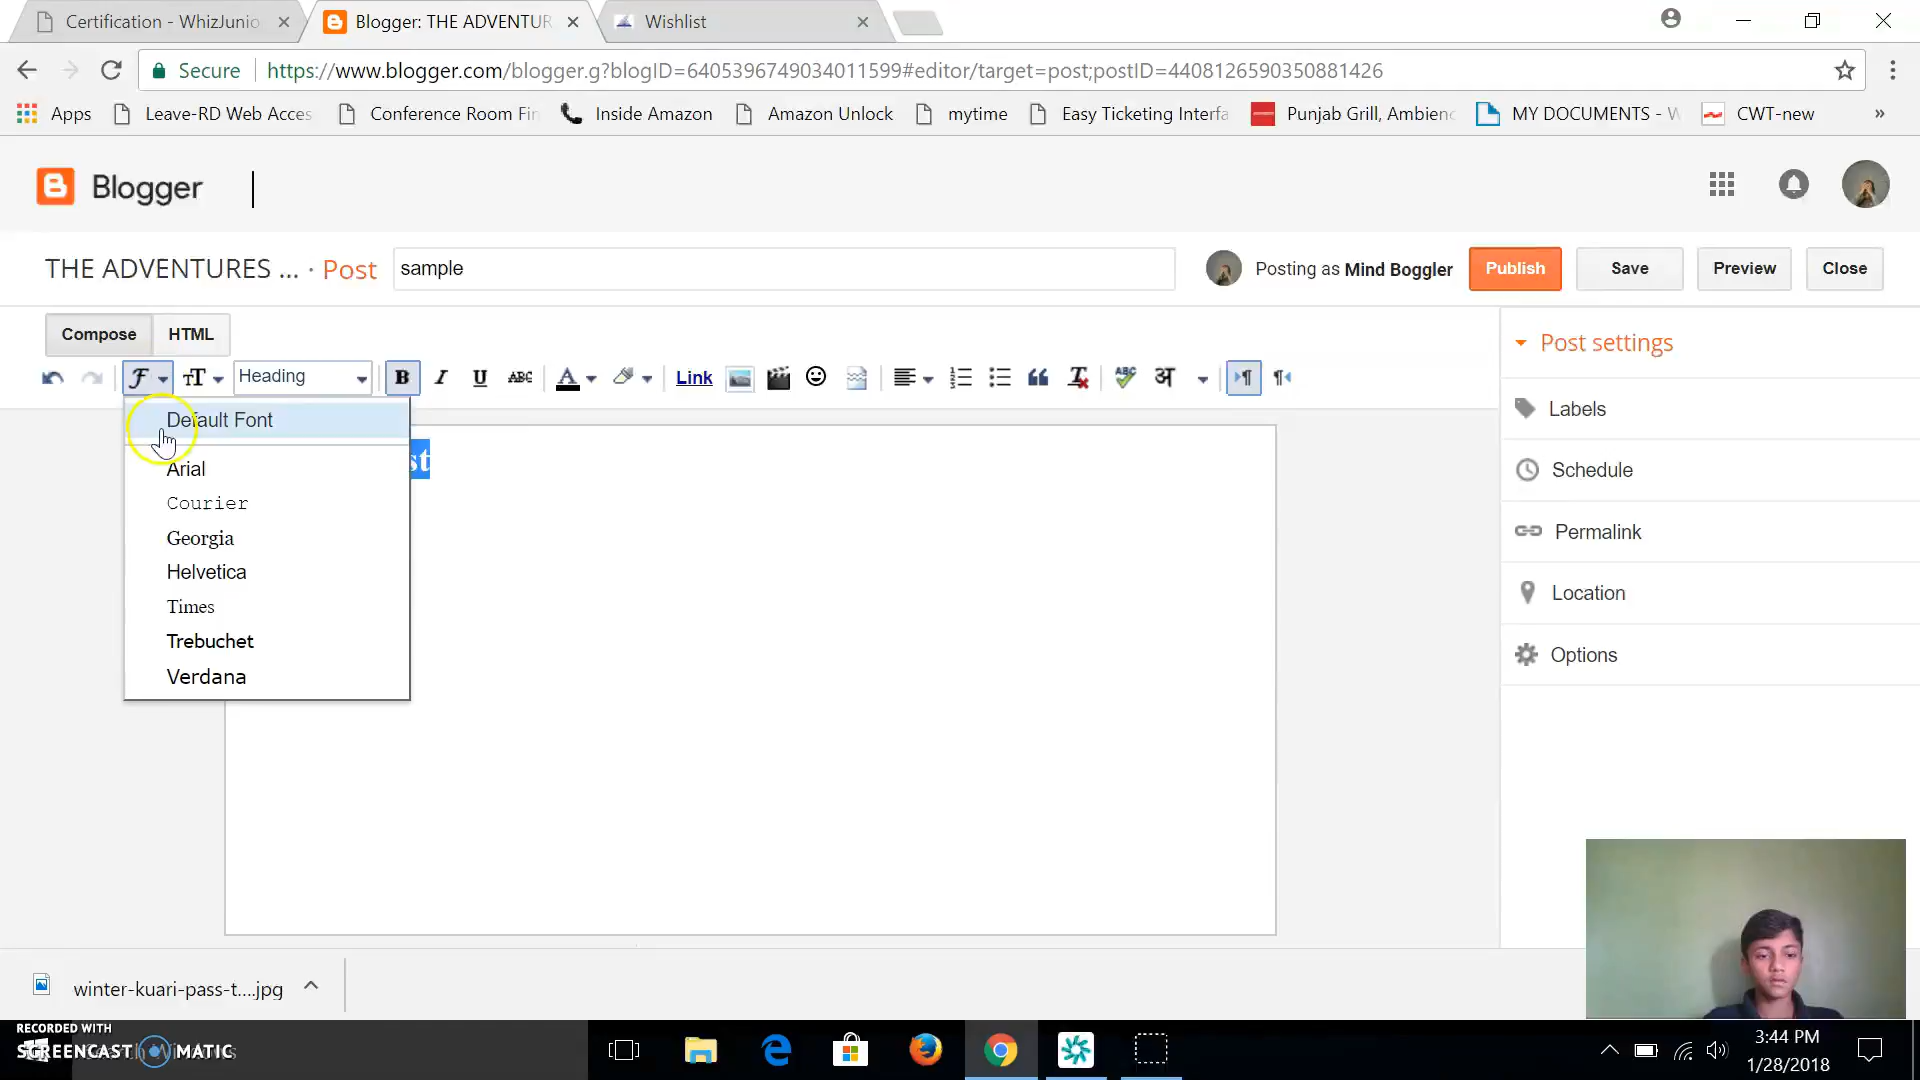 Certification - WhizJunio
Blogger: THE ADVENTUR
Wishlist
Secure
https://www.blogger.com/blogger.g?blogID=6405396749034011599#editor/target=post;postID=4408126590350881426
Apps
Leave-RD Web Acces
Conference Room Fin
Inside Amazon
Amazon Unlock
mytime
Easy Ticketing Interfa
Punjab Grill, Ambienc
MY DOCUMENTS - W
CWT-new
»
Blogger
THE ADVENTURES ... · Post
sample
Posting as Mind Boggler
Publish
Save
Preview
Close
Compose
HTML
Heading
B
I
U
ABC
A
Link
ABC
अ
Default Font
Arial
Courier
Georgia
Helvetica
Times
Trebuchet
Verdana
st
Post settings
Labels
Schedule
Permalink
Location
Options
winter-kuari-pass-t....jpg
RECORDED WITH
SCREENCAST MATIC
3:44 PM
1/28/2018